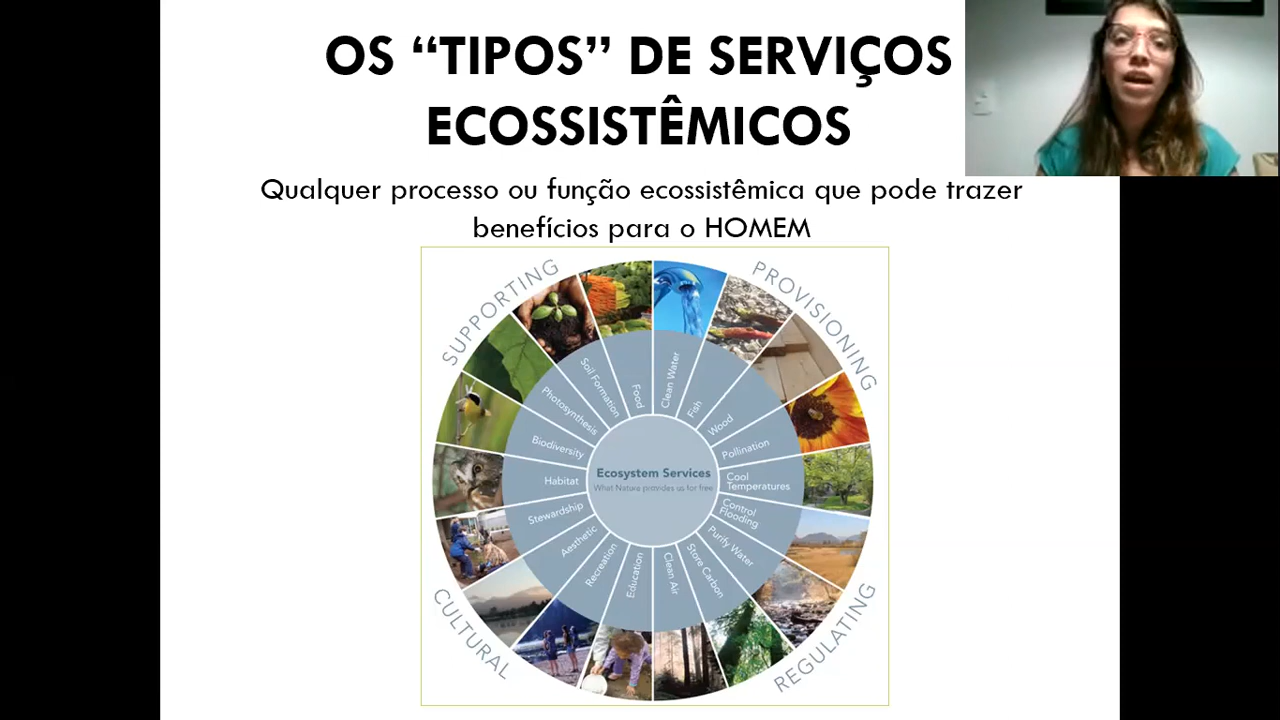 OS “TIPOS” DE SERVIÇOS
ECOSSISTÊMICOS
Qualquer processo ou função ecossistêmica que pode trazer
benefícios para o HOMEM
SUPPORTING
PROVISIONING
Soil Formation
Food
Clean Water
Fish
Wood
Photosynthesis
Pollination
Biodiversity
Ecosystem Services
What Nature provides us for free
Habitat
Cool
Temperatures
Stewardship
Control
Flooding
Aesthetic
Purify Water
Recreation
Education
Clean Air
Store Carbon
CULTURAL
REGULATING